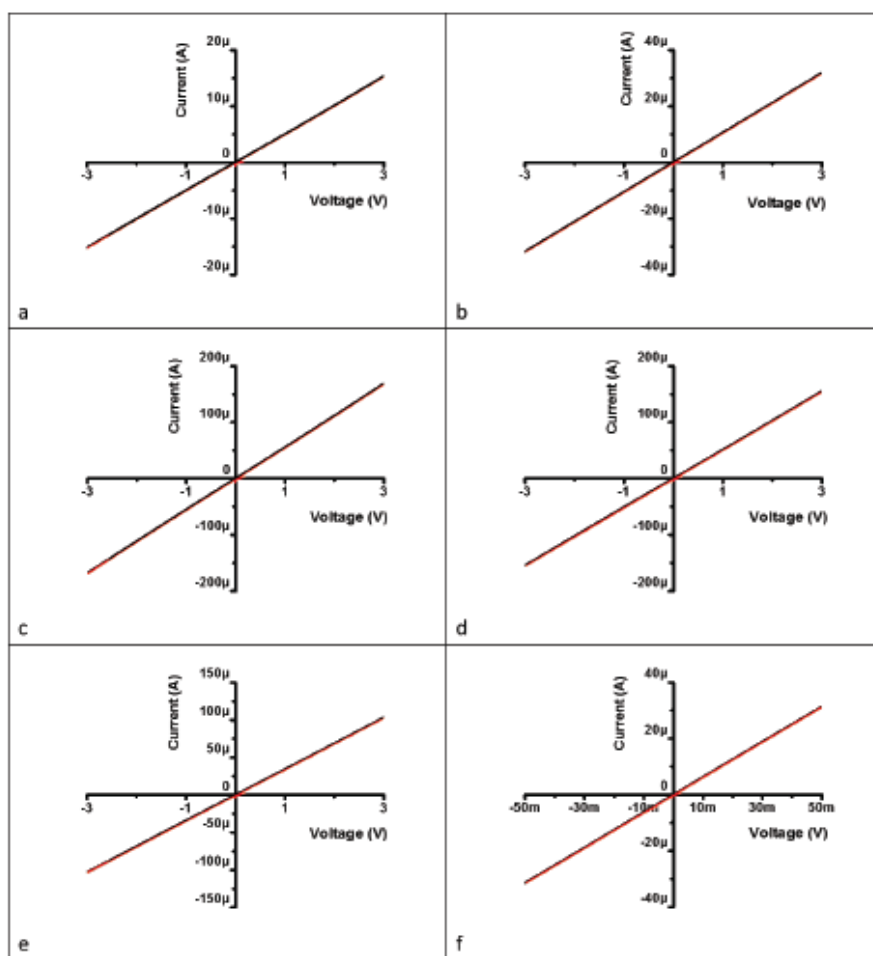 20µ
Current (A)
10µ
0
-3
-1
1
3
Voltage (V)
-10µ
-20µ
a
40µ
Current (A)
20µ
0
-3
-1
1
3
Voltage (V)
-20µ
-40µ
b
200µ
Current (A)
100µ
0
-3
-1
1
3
Voltage (V)
-100µ
-200µ
c
200µ
Current (A)
100µ
0
-3
-1
1
3
Voltage (V)
-100µ
-200µ
d
150µ
Current (A)
100µ
50µ
0
-3
-1
1
3
Voltage (V)
-50µ
-100µ
-150µ
e
40µ
Current (A)
20µ
0
-50m
-30m
-10m
10m
30m
50m
Voltage (V)
-20µ
-40µ
f